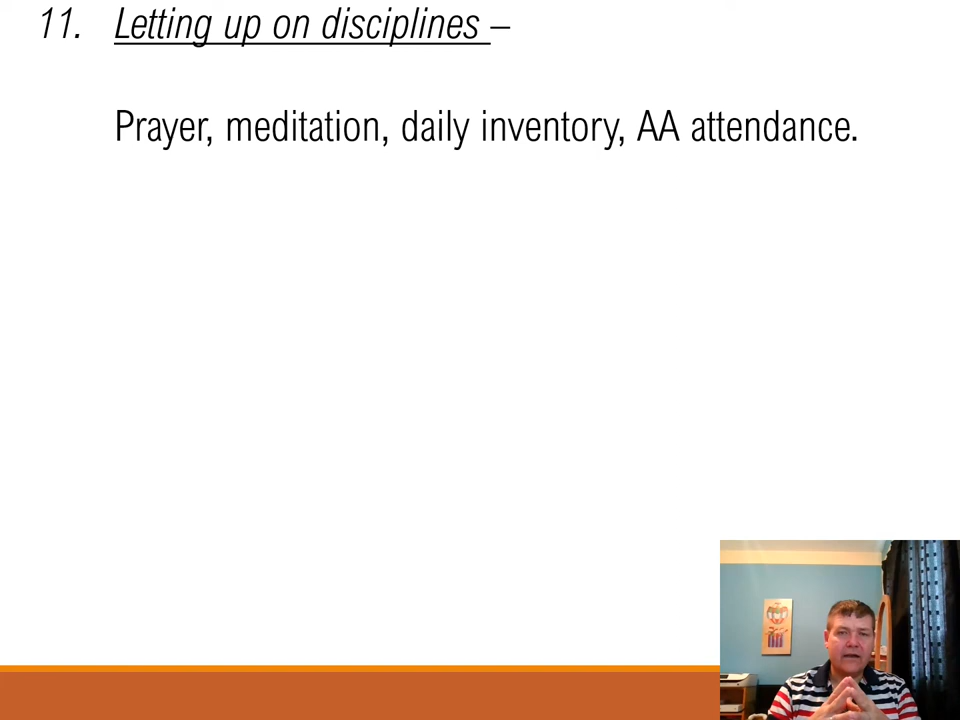 11. Letting up on disciplines –
Prayer, meditation, daily inventory, AA attendance.